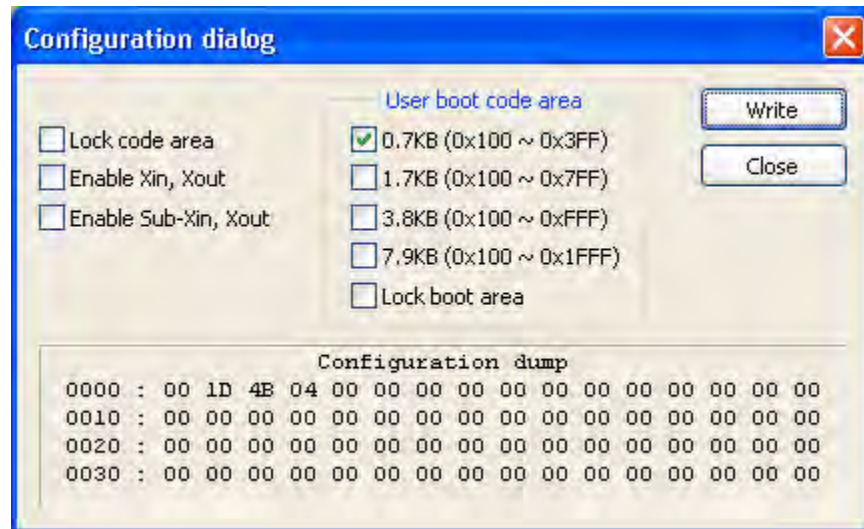 Configuration dialog
User boot code area
Write
Lock code area
0.7KB (0x100 ~ 0x3FF)
Enable Xin, Xout
1.7KB (0x100 ~ 0x7FF)
Close
Enable Sub-Xin, Xout
3.8KB (0x100 ~ 0xFFF)
7.9KB (0x100 ~ 0x1FFF)
Lock boot area
Configuration dump
0000 : 00 1D 4B 04 00 00 00 00 00 00 00 00 00 00 00 00
0010 : 00 00 00 00 00 00 00 00 00 00 00 00 00 00 00 00
0020 : 00 00 00 00 00 00 00 00 00 00 00 00 00 00 00 00
0030 : 00 00 00 00 00 00 00 00 00 00 00 00 00 00 00 00